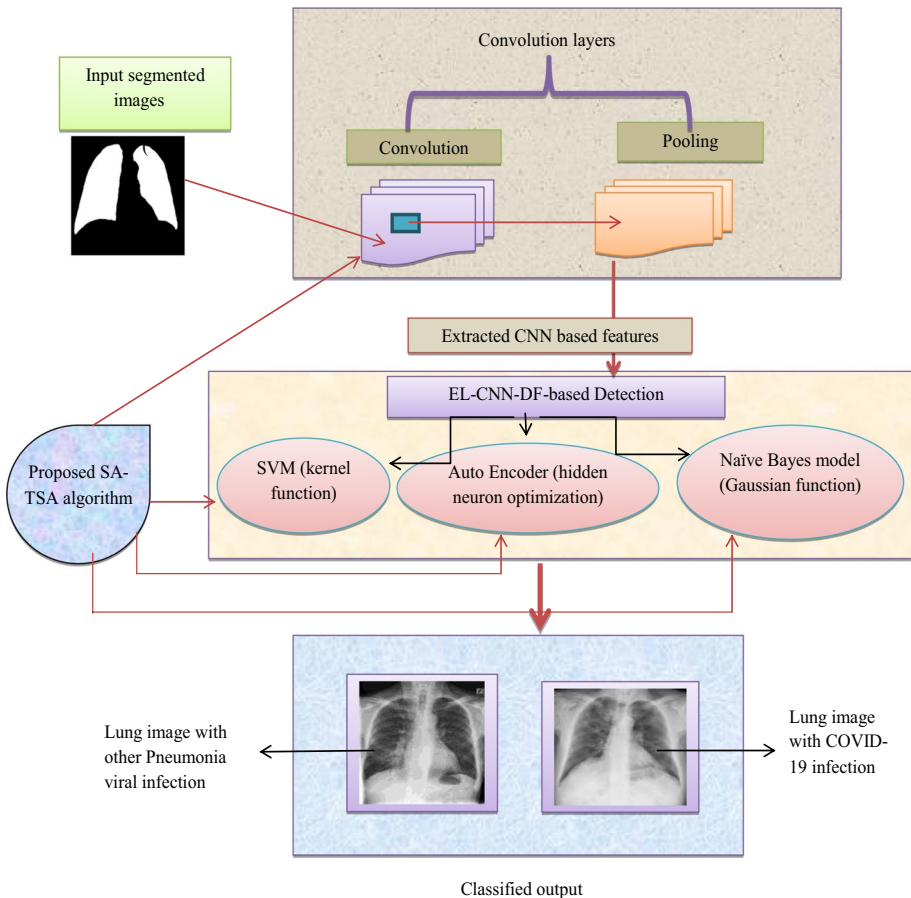 Convolution layers
Input segmented
images
Convolution
Pooling
Extracted CNN based features
EL-CNN-DF-based Detection
SVM (kernel
function)
Auto Encoder (hidden
neuron optimization)
Naïve Bayes model
(Gaussian function)
Proposed SA-
TSA algorithm
Lung image with
other Pneumonia
viral infection
Lung image
with COVID-
19 infection
Classified output